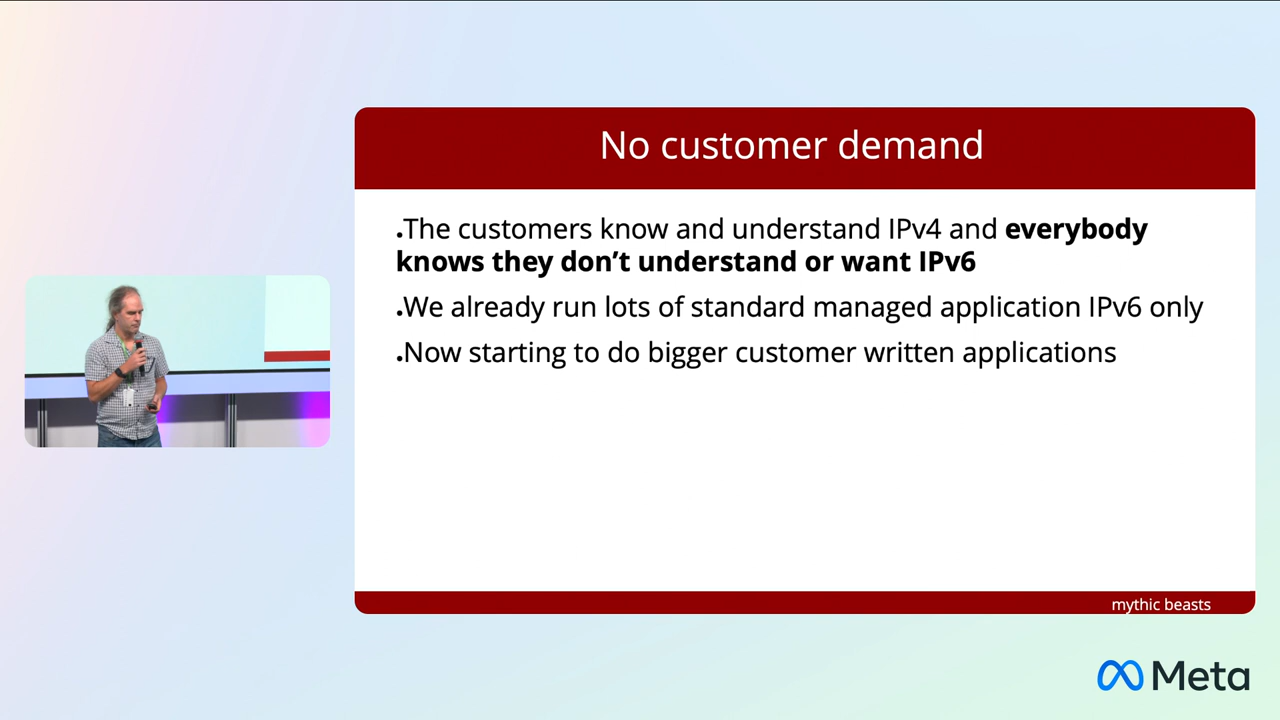 No customer demand
.The customers know and understand IPv4 and everybody
knows they don’t understand or want IPv6
.We already run lots of standard managed application IPv6 only
.Now starting to do bigger customer written applications
mythic beasts
Meta